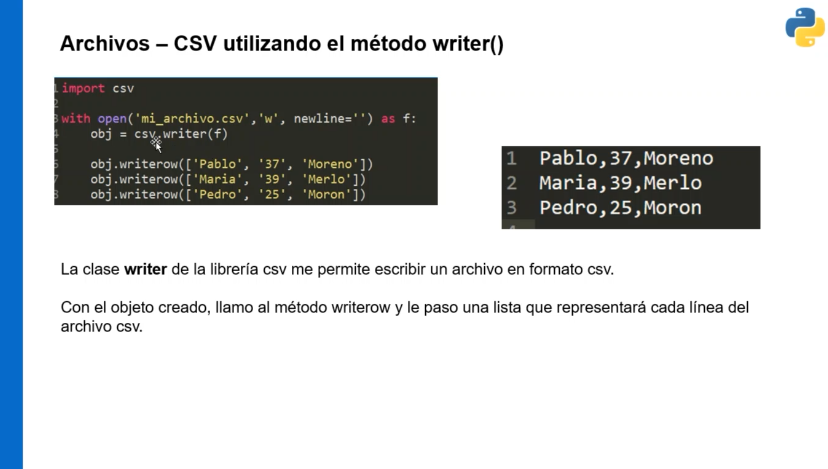 Archivos – CSV utilizando el método writer()
1 import csv
2
3 with open('mi_archivo.csv','w', newline='') as f:
4 obj = csv.writer(f)
5
6 obj.writerow(['Pablo', '37', 'Moreno'])
7 obj.writerow(['Maria', '39', 'Merlo'])
8 obj.writerow(['Pedro', '25', 'Moron'])
1 Pablo,37,Moreno
2 Maria,39,Merlo
3 Pedro,25,Moron
La clase writer de la librería csv me permite escribir un archivo en formato csv.
Con el objeto creado, llamo al método writerow y le paso una lista que representará cada línea del
archivo csv.